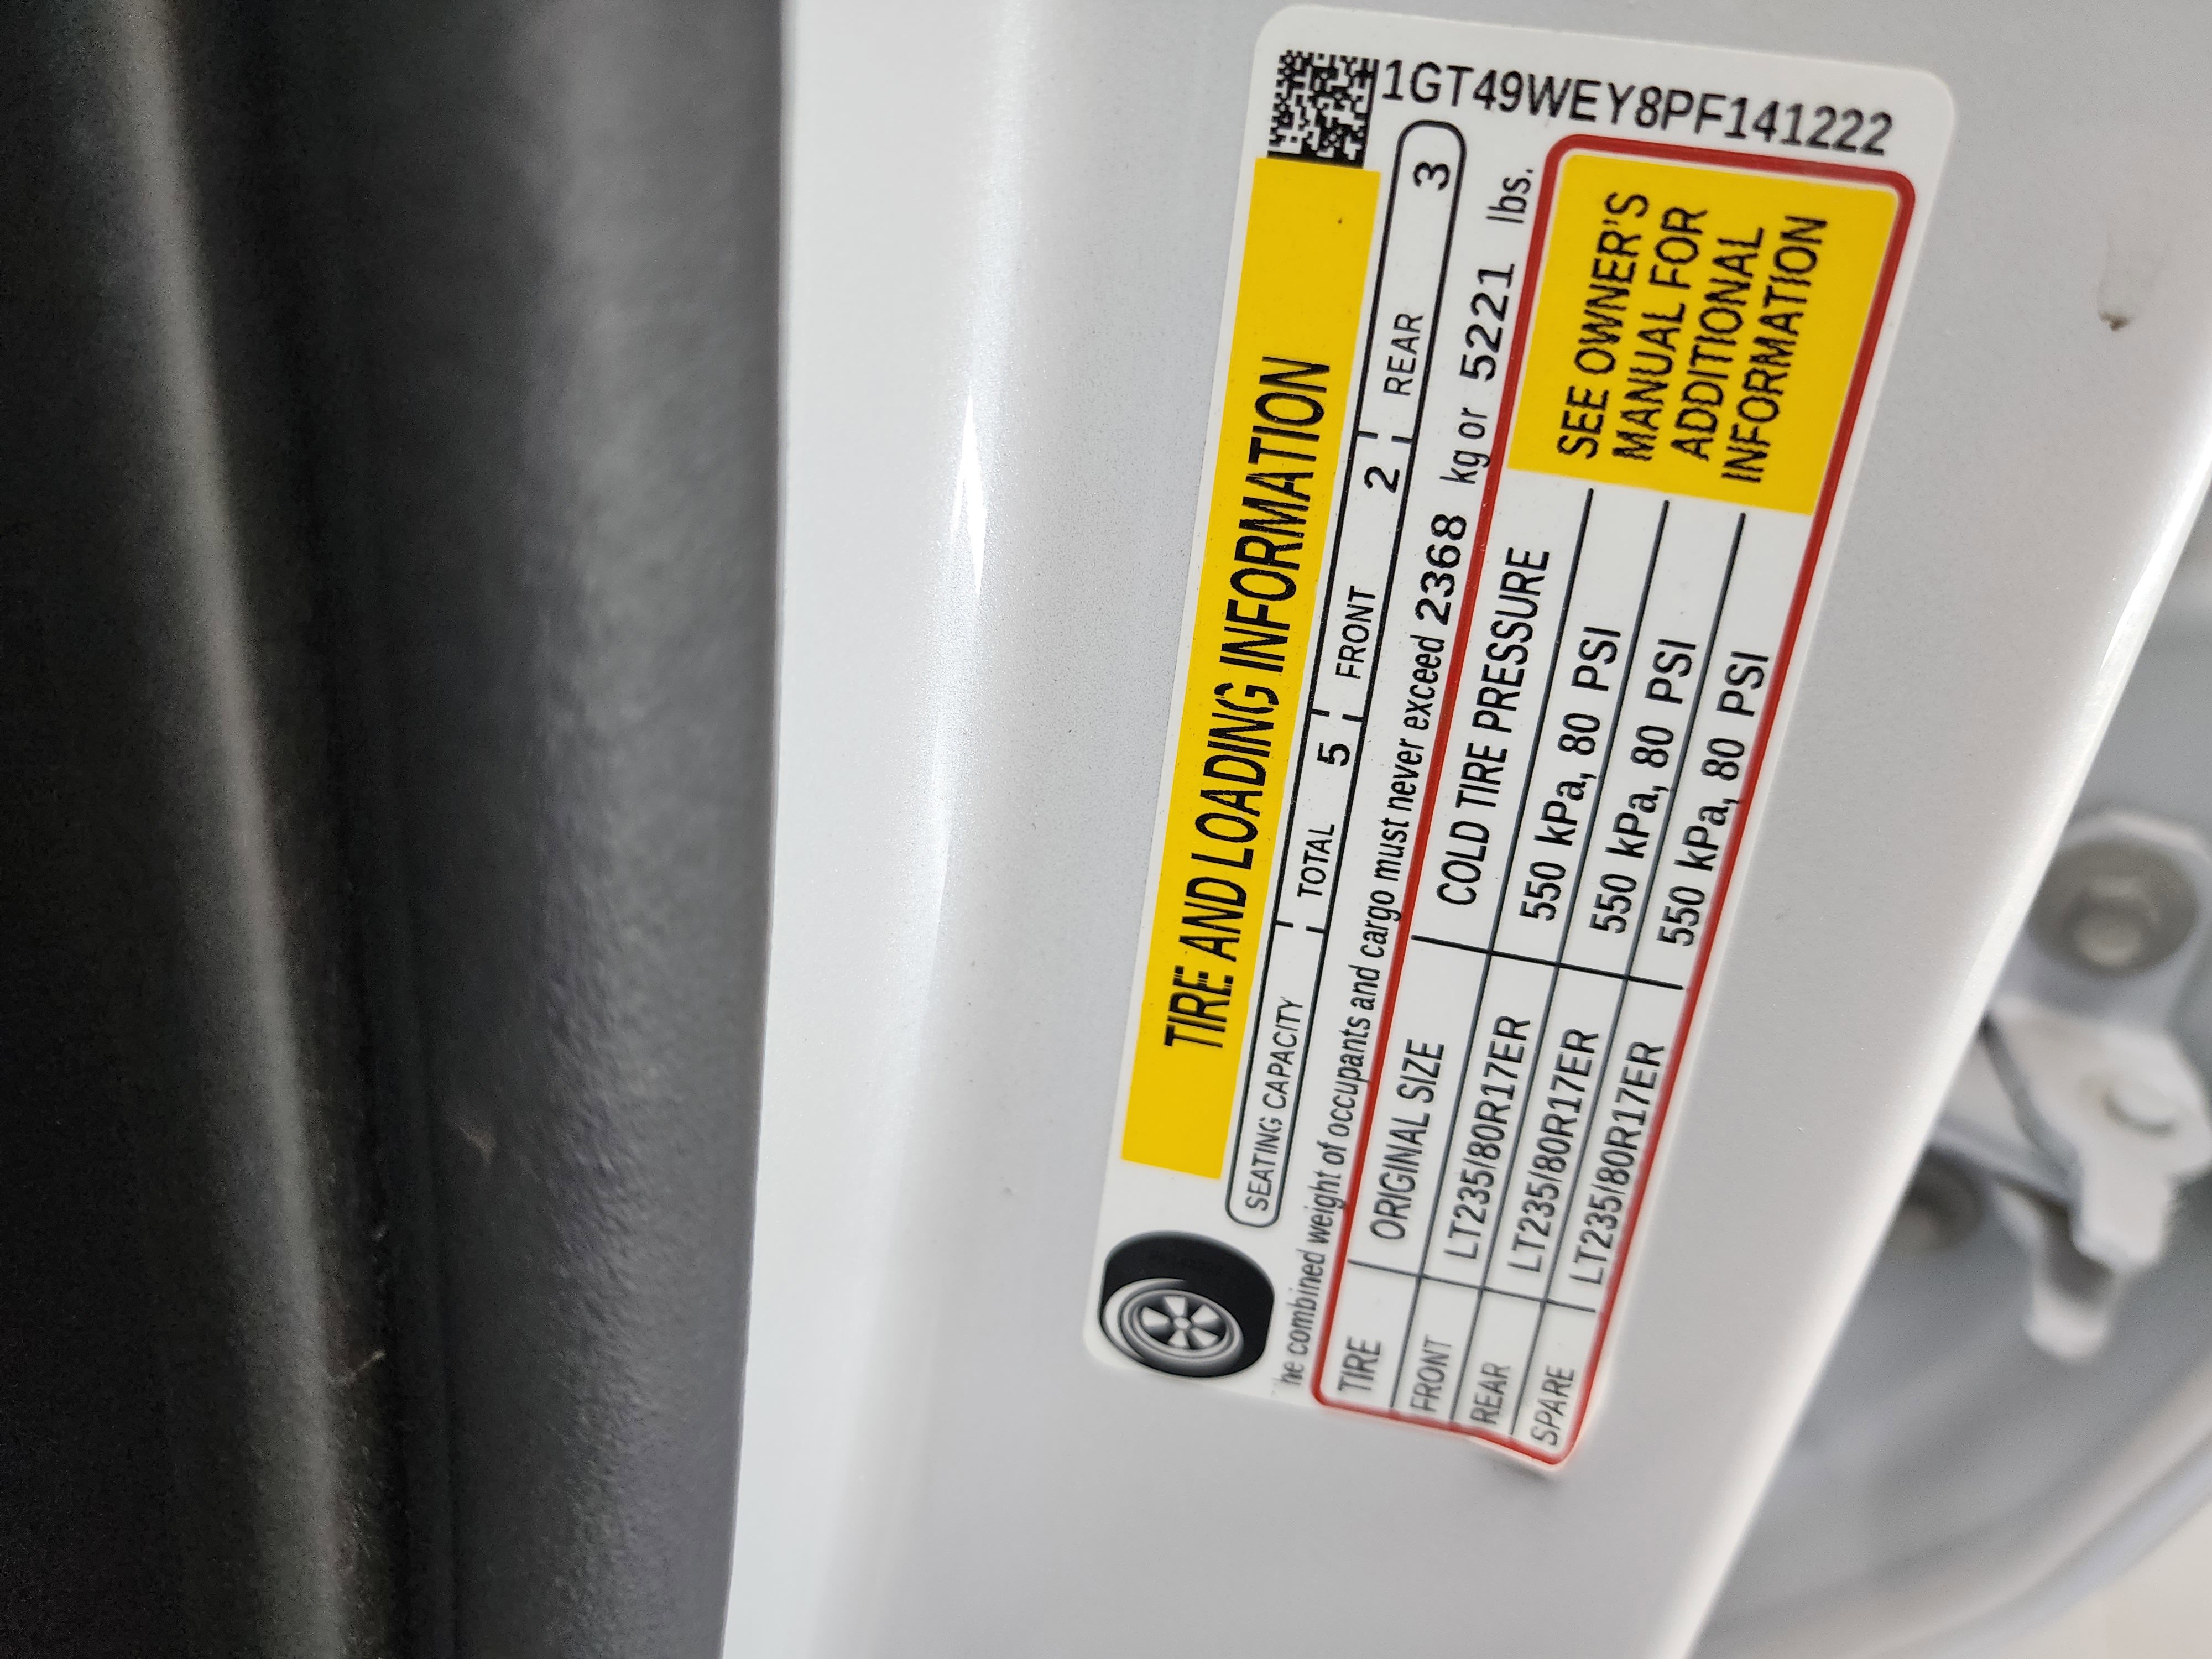 1GT49WEY8PF141222
TIRE AND LOADING INFORMATION
SEATING CAPACITY TOTAL 5 FRONT 2 REAR 3
he combined weight of occupants and cargo must never exceed 2368 kg or 5221 lbs.
TIRE ORIGINAL SIZE COLD TIRE PRESSURE
FRONT LT235/80R17ER 550 kPa, 80 PSI
REAR LT235/80R17ER 550 kPa, 80 PSI
SPARE LT235/80R17ER 550 kPa, 80 PSI
SEE OWNER'S
MANUAL FOR
ADDITIONAL
INFORMATION